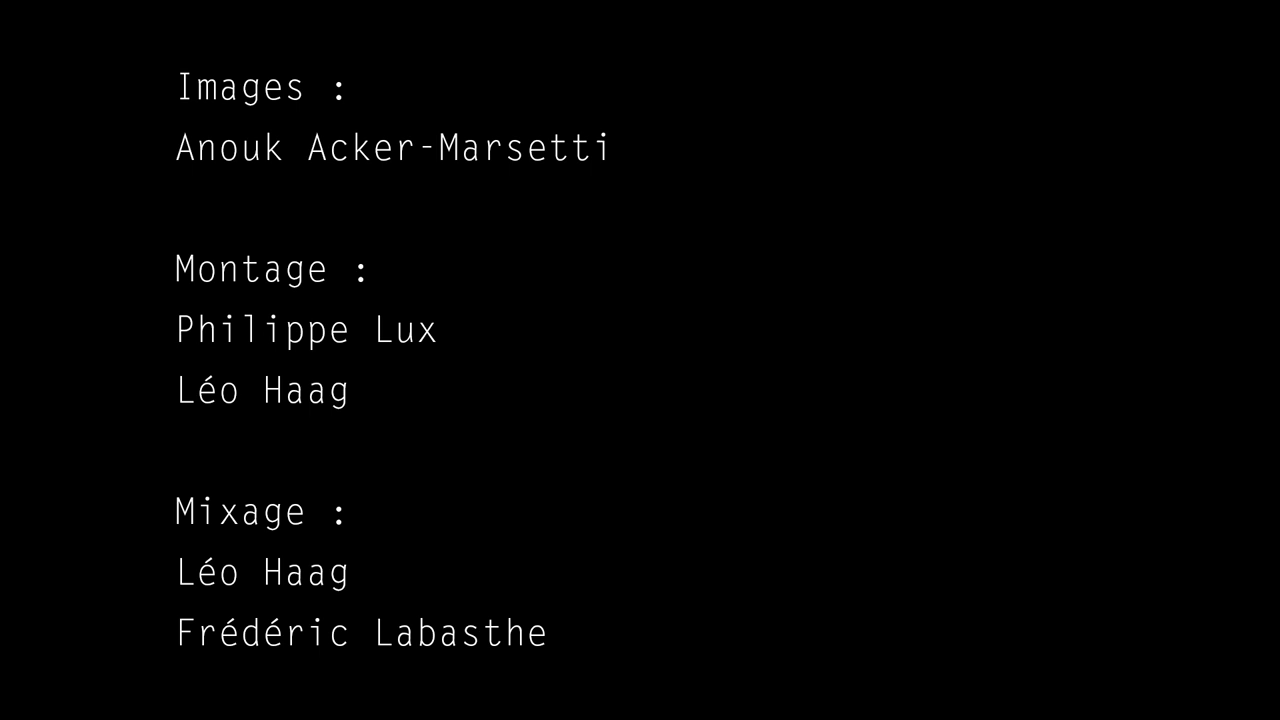 Images :
Anouk Acker-Marsetti
Montage :
Philippe Lux
Léo Haag
Mixage :
Léo Haag
Frédéric Labasthe